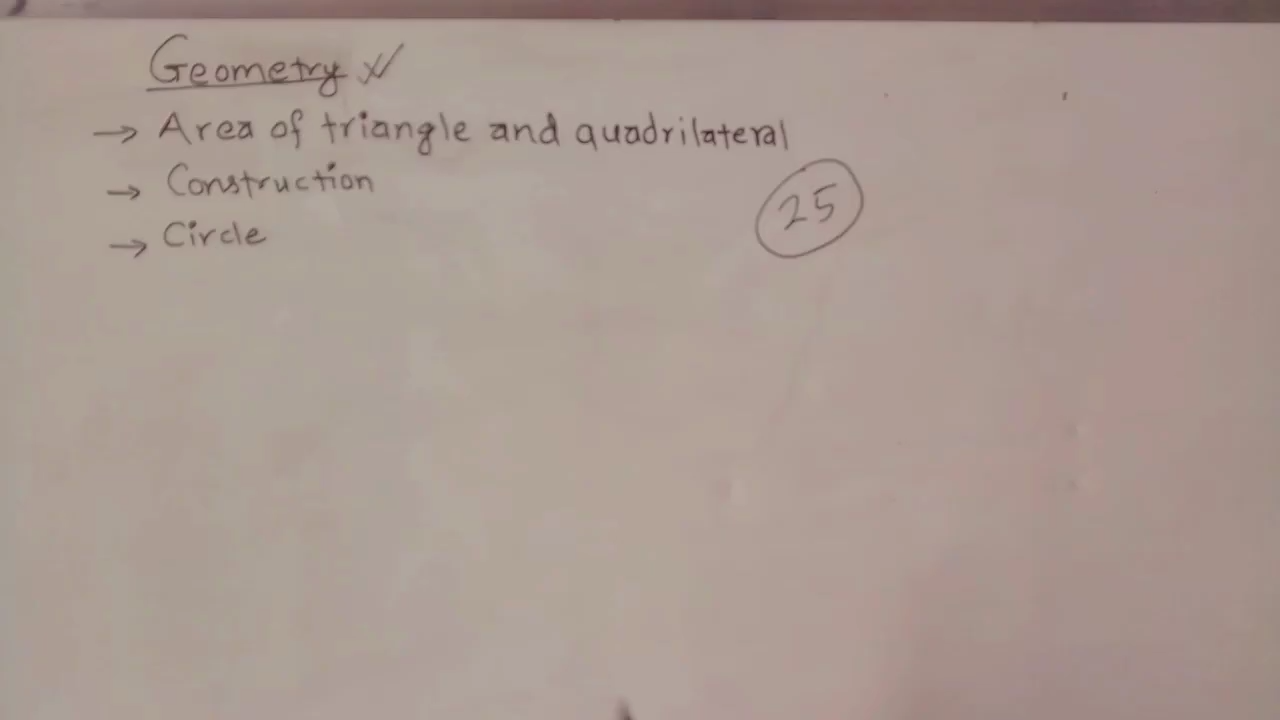 Geometry
→ Area of triangle and quadrilateral
→ Construction
25
→ Circle